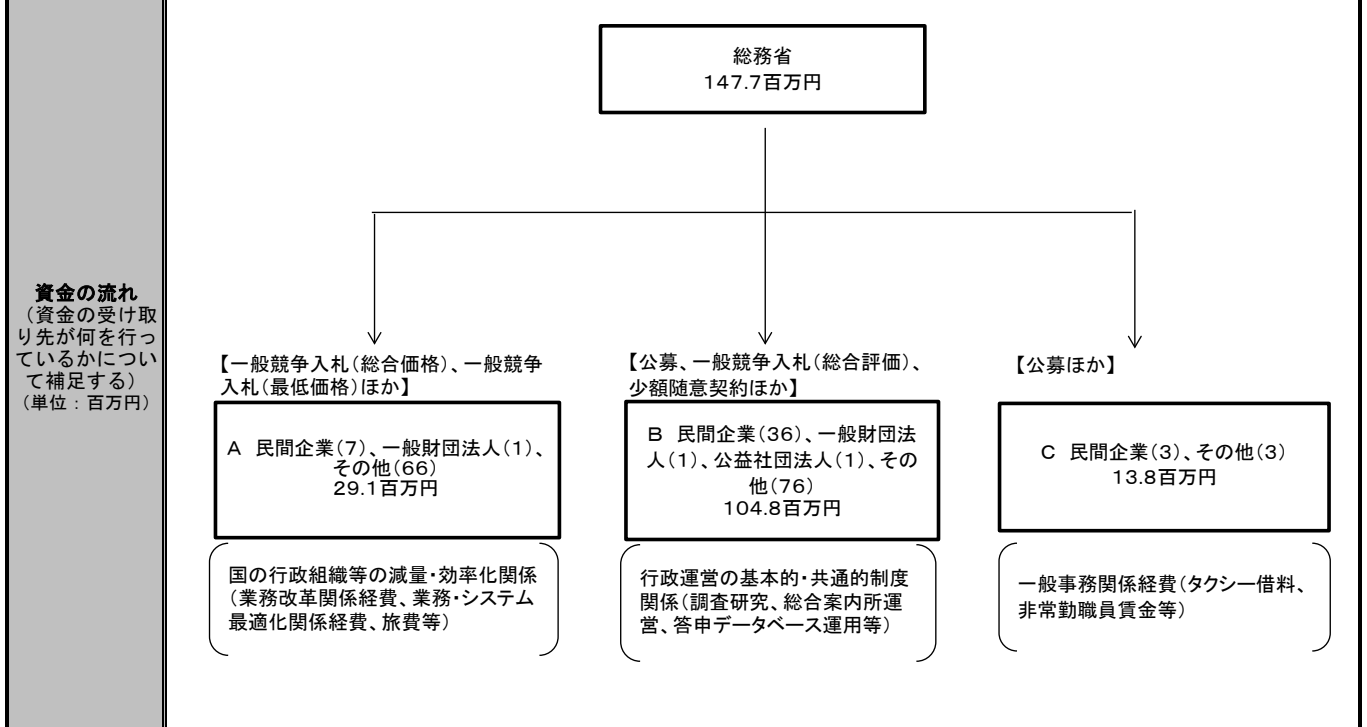 総務省
147.7百万円
資金の流れ
(資金の受け取
り先が何を行っ
ているかについ
て補足する)
(単位:百万円)
【一般競争入札(総合価格)、一般競争
入札(最低価格)ほか】
A 民間企業(7)、一般財団法人(1)、
その他(66)
29.1百万円
国の行政組織等の減量・効率化関係
(業務改革関係経費、業務・システム
最適化関係経費、旅費等)
【公募、一般競争入札(総合評価)、
少額随意契約ほか】
B 民間企業(36)、一般財団法
人(1)、公益社団法人(1)、その
他(76)
104.8百万円
行政運営の基本的・共通的制度
関係(調査研究、総合案内所運
営、答申データベース運用等)
【公募ほか】
C 民間企業(3)、その他(3)
13.8百万円
一般事務関係経費(タクシー借料、
非常勤職員賃金等)